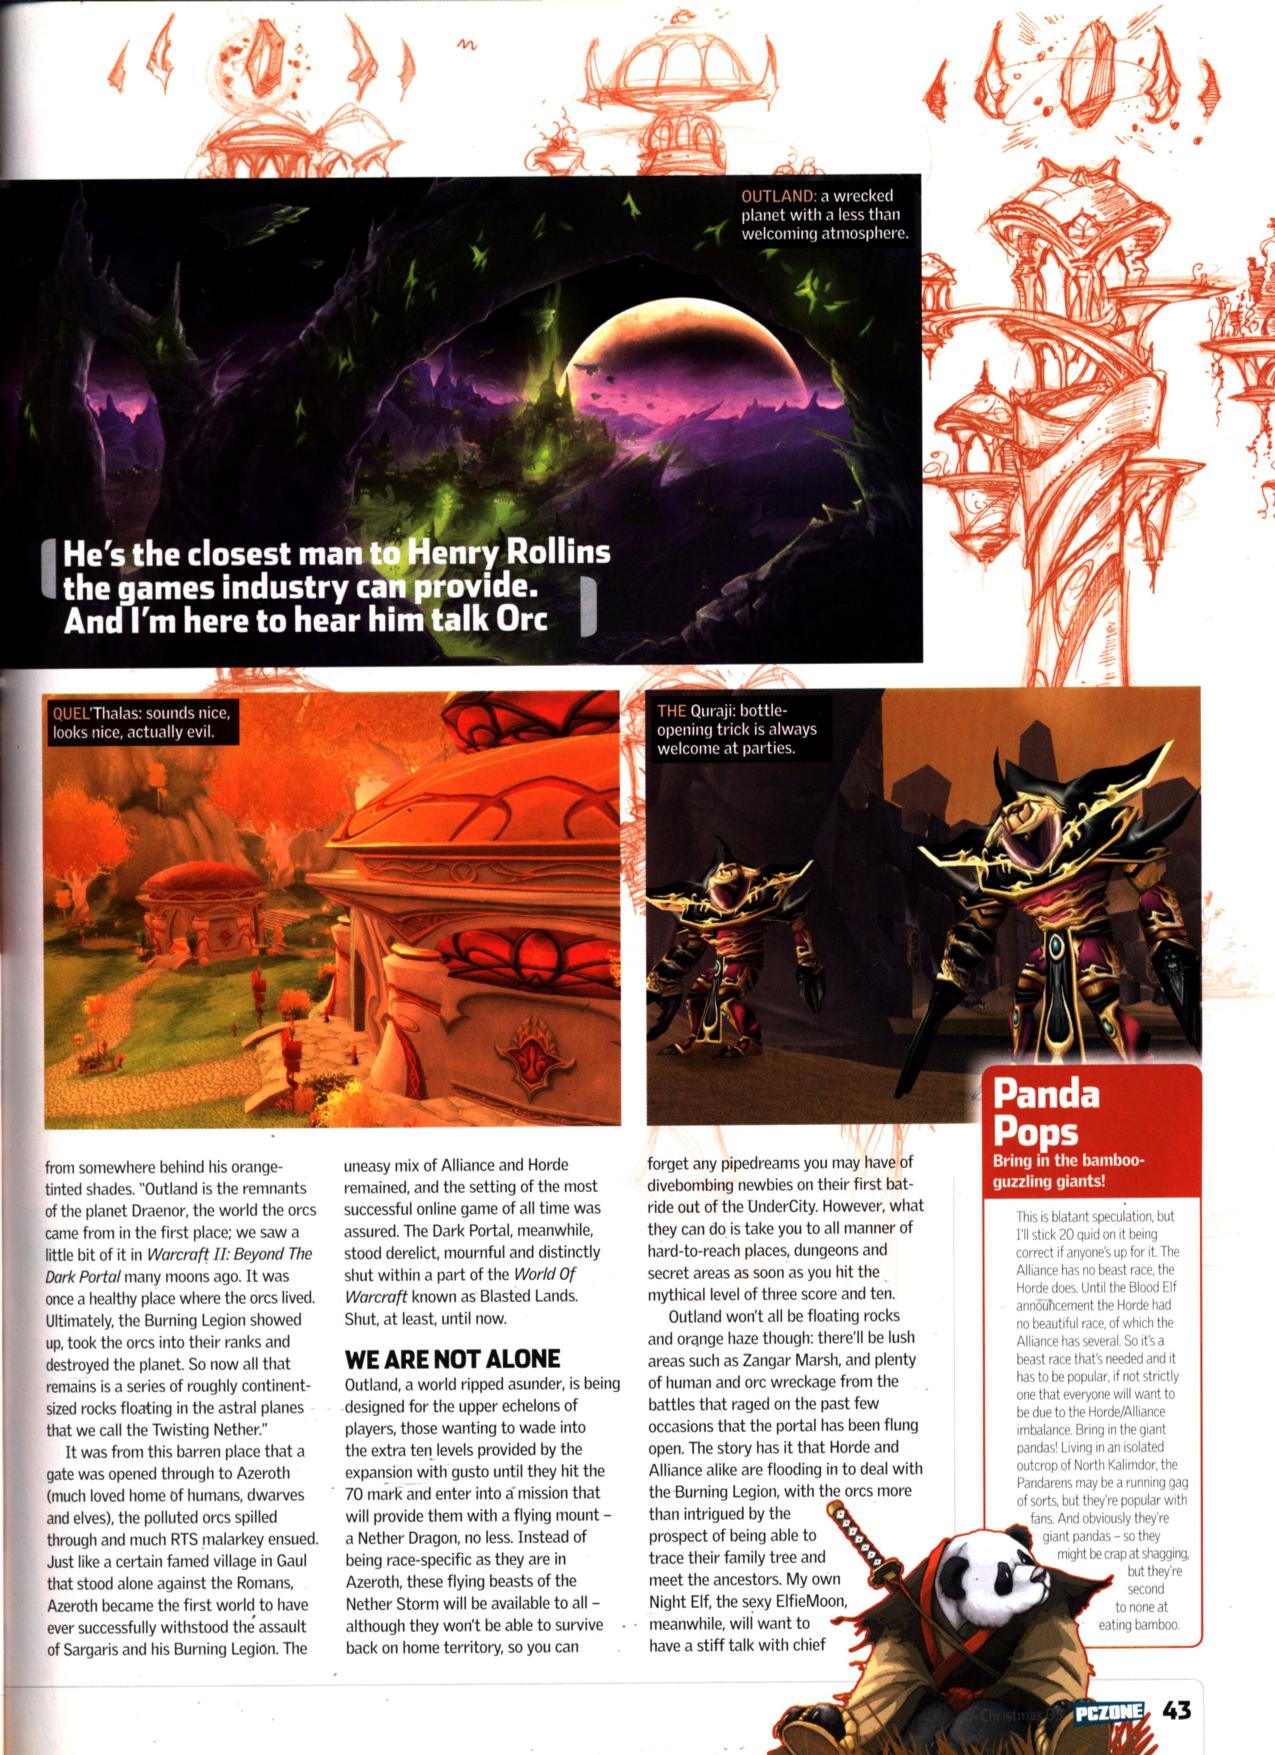 OUTLAND: a wrecked
planet with a less than
welcoming atmosphere.
He's the closest man to Henry Rollins
the games industry can provide.
And I'm here to hear him talk Orc
QUEL'Thalas: sounds nice,
looks nice, actually evil.
THE Quraji: bottle-
opening trick is always
welcome at parties.
from somewhere behind his orange-
tinted shades. "Outland is the remnants
of the planet Draenor, the world the orcs
came from in the first place; we saw a
little bit of it in Warcraft II: Beyond The
Dark Portal many moons ago. It was
once a healthy place where the orcs lived.
Ultimately, the Burning Legion showed
up, took the orcs into their ranks and
destroyed the planet. So now all that
remains is a series of roughly continent-
sized rocks floating in the astral planes
that we call the Twisting Nether."
It was from this barren place that a
gate was opened through to Azeroth
(much loved home of humans, dwarves
and elves), the polluted orcs spilled
through and much RTS malarkey ensued.
Just like a certain famed village in Gaul
that stood alone against the Romans,
Azeroth became the first world to have
ever successfully withstood the assault
of Sargaris and his Burning Legion. The
uneasy mix of Alliance and Horde
remained, and the setting of the most
successful online game of all time was
assured. The Dark Portal, meanwhile,
stood derelict, mournful and distinctly
shut within a part of the World Of
Warcraft known as Blasted Lands.
Shut, at least, until now.
WE ARE NOT ALONE
Outland, a world ripped asunder, is being
designed for the upper echelons of
players, those wanting to wade into
the extra ten levels provided by the
expansion with gusto until they hit the
70 mark and enter into a mission that
will provide them with a flying mount –
a Nether Dragon, no less. Instead of
being race-specific as they are in
Azeroth, these flying beasts of the
Nether Storm will be available to all –
although they won't be able to survive
back on home territory, so you can
forget any pipedreams you may have of
divebombing newbies on their first bat-
ride out of the UnderCity. However, what
they can do is take you to all manner of
hard-to-reach places, dungeons and
secret areas as soon as you hit the
mythical level of three score and ten.
Outland won't all be floating rocks
and orange haze though: there'll be lush
areas such as Zangar Marsh, and plenty
of human and orc wreckage from the
battles that raged on the past few
occasions that the portal has been flung
open. The story has it that Horde and
Alliance alike are flooding in to deal with
the Burning Legion, with the orcs more
than intrigued by the
prospect of being able to
trace their family tree and
meet the ancestors. My own
Night Elf, the sexy ElfieMoon,
meanwhile, will want to
have a stiff talk with chief
Panda
Pops
Bring in the bamboo-
guzzling giants!
This is blatant speculation, but
I'll stick 20 quid on it being
correct if anyone's up for it. The
Alliance has no beast race, the
Horde does. Until the Blood Elf
announcement the Horde had
no beautiful race, of which the
Alliance has several. So it's a
beast race that's needed and it
has to be popular, if not strictly
one that everyone will want to
be due to the Horde/Alliance
imbalance. Bring in the giant
pandas! Living in an isolated
outcrop of North Kalimdor, the
Pandarens may be a running gag
of sorts, but they're popular with
fans. And obviously they're
giant pandas – so they
might be crap at shagging,
but they're
second
to none at
eating bamboo.
Christmas 05 PCZONE 43